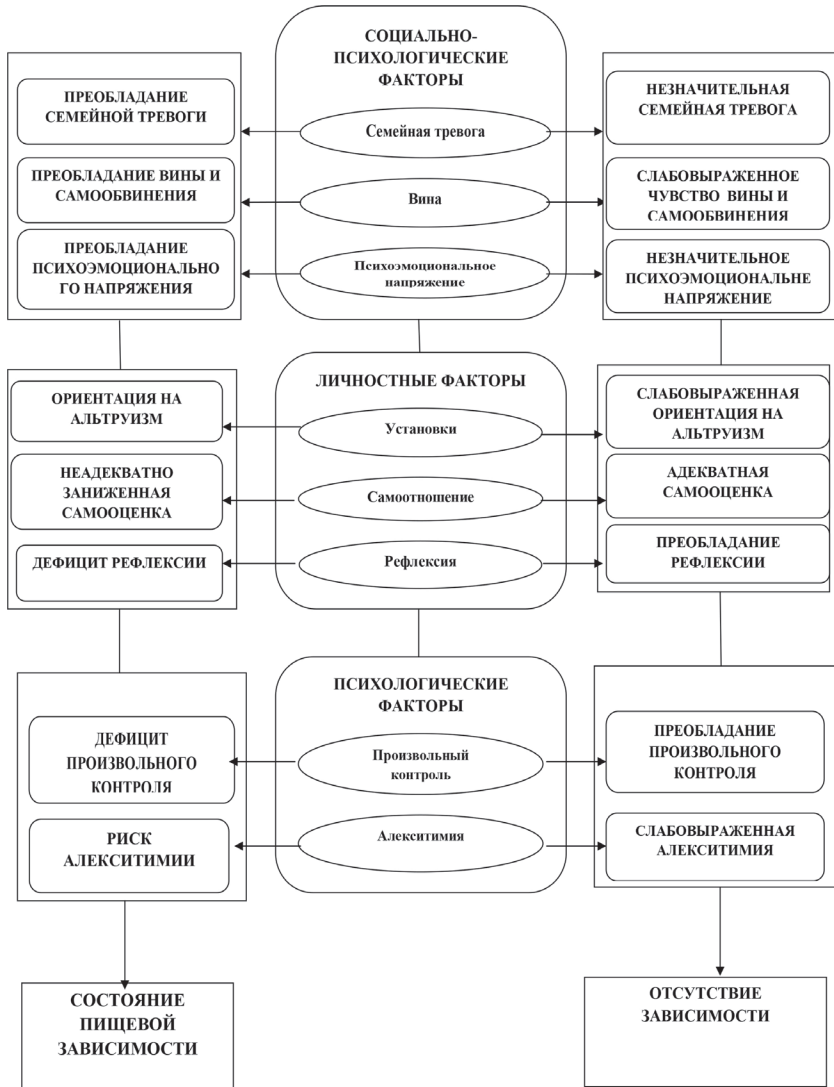 СОЦИАЛЬНО-
ПСИХОЛОГИЧЕСКИЕ
ФАКТОРЫ
ПРЕОБЛАДАНИЕ
СЕМЕЙНОЙ ТРЕВОГИ
Семейная тревога
НЕЗНАЧИТЕЛЬНАЯ
СЕМЕЙНАЯ ТРЕВОГА
ПРЕОБЛАДАНИЕ ВИНЫ И
САМООБВИНЕНИЯ
Вина
СЛАБОВЫРАЖЕННОЕ
ЧУВСТВО ВИНЫ И
САМООБВИНЕНИЯ
ПРЕОБЛАДАНИЕ
ПСИХОЭМОЦИОНАЛЬНО
ГО НАПРЯЖЕНИЯ
Психоэмоциональное
напряжение
НЕЗНАЧИТЕЛЬНОЕ
ПСИХОЭМОЦИОНАЛЬНЕ
НАПРЯЖЕНИЕ
ЛИЧНОСТНЫЕ ФАКТОРЫ
ОРИЕНТАЦИЯ НА
АЛЬТРУИЗМ
Установки
СЛАБОВЫРАЖЕННАЯ
ОРИЕНТАЦИЯ НА
АЛЬТРУИЗМ
НЕАДЕКВАТНО
ЗАНИЖЕННАЯ
САМООЦЕНКА
Самоотношение
АДЕКВАТНАЯ
САМООЦЕНКА
ДЕФИЦИТ РЕФЛЕКСИИ
Рефлексия
ПРЕОБЛАДАНИЕ
РЕФЛЕКСИИ
ПСИХОЛОГИЧЕСКИЕ
ФАКТОРЫ
ДЕФИЦИТ
ПРОИЗВОЛЬНОГО
КОНТРОЛЯ
Произвольный
контроль
ПРЕОБЛАДАНИЕ
ПРОИЗВОЛЬНОГО
КОНТРОЛЯ
РИСК
АЛЕКСИТИМИИ
Алекситимия
СЛАБОВЫРАЖЕННАЯ
АЛЕКСИТИМИЯ
СОСТОЯНИЕ
ПИЩЕВОЙ
ЗАВИСИМОСТИ
ОТСУТСТВИЕ
ЗАВИСИМОСТИ